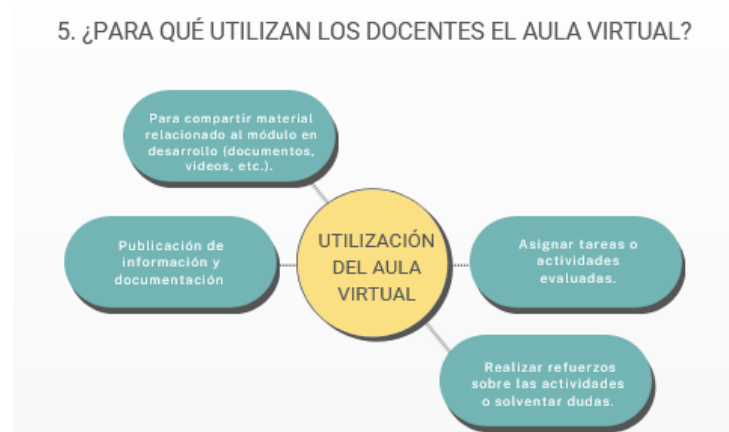 5. ¿PARA QUÉ UTILIZAN LOS DOCENTES EL AULA VIRTUAL?
Para compartir material
relacionado al módulo en
desarrollo (documentos,
videos, etc.).
Publicación de
información y
documentación
UTILIZACIÓN
DEL AULA
VIRTUAL
Asignar tareas o
actividades
evaluadas.
Realizar refuerzos
sobre las actividades
o solventar dudas.